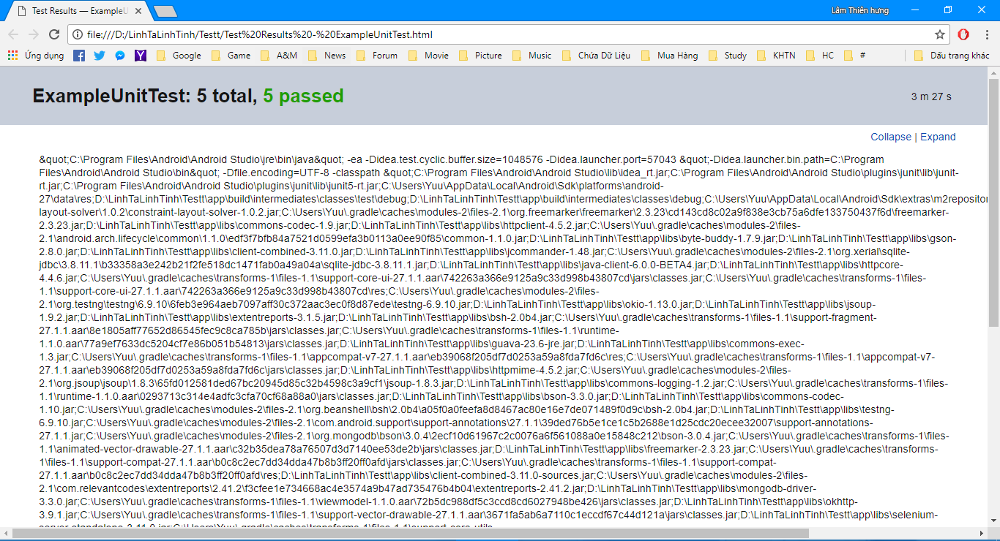 Test Results — ExampleU
Lâm Thiên hưng
file:///D:/LinhTaLinhTinh/Testt/Test%20Results%20-%20ExampleUnitTest.html
Ứng dụng Google Game A&M News Forum Movie Picture Music Chứa Dữ Liệu Mua Hàng Study KHTN HC # Dấu trang khác
ExampleUnitTest: 5 total, 5 passed
3 m 27 s
Collapse | Expand
&quot;C:\Program Files\Android\Android Studio\jre\bin\java&quot; -ea -Didea.test.cyclic.buffer.size=1048576 -Didea.launcher.port=57043 &quot;-Didea.launcher.bin.path=C:\Program
Files\Android\Android Studio\bin&quot; -Dfile.encoding=UTF-8 -classpath &quot;C:\Program Files\Android\Android Studio\lib\idea_rt.jar;C:\Program Files\Android\Android Studio\plugins\junit\lib\junit-
rt.jar;C:\Program Files\Android\Android Studio\plugins\junit\lib\junit5-rt.jar;C:\Users\Yuu\AppData\Local\Android\Sdk\platforms\android-
27\data\res;D:\LinhTaLinhTinh\Testt\app\build\intermediates\classes\test\debug;D:\LinhTaLinhTinh\Testt\app\build\intermediates\classes\debug;C:\Users\Yuu\AppData\Local\Android\Sdk\extras\m2repositor
layout-solver\1.0.2\constraint-layout-solver-1.0.2.jar;C:\Users\Yuu\.gradle\caches\modules-2\files-2.1\org.freemarker\freemarker\2.3.23\cd143cd8c02a9f838e3cb75a6dfe133750437f6d\freemarker-
2.3.23.jar;D:\LinhTaLinhTinh\Testt\app\libs\commons-codec-1.9.jar;D:\LinhTaLinhTinh\Testt\app\libs\httpclient-4.5.2.jar;C:\Users\Yuu\.gradle\caches\modules-2\files-
2.1\android.arch.lifecycle\common\1.1.0\edf3f7bfb84a7521d0599efa3b0113a0ee90f85\common-1.1.0.jar;D:\LinhTaLinhTinh\Testt\app\libs\byte-buddy-1.7.9.jar;D:\LinhTaLinhTinh\Testt\app\libs\gson-
2.8.0.jar;D:\LinhTaLinhTinh\Testt\app\libs\client-combined-3.11.0.jar;D:\LinhTaLinhTinh\Testt\app\libs\jcommander-1.48.jar;C:\Users\Yuu\.gradle\caches\modules-2\files-2.1\org.xerial\sqlite-
jdbc\3.8.11.1\b33358a3e242b21f2fe518dc1471fab0a49a04a\sqlite-jdbc-3.8.11.1.jar;D:\LinhTaLinhTinh\Testt\app\libs\java-client-6.0.0-BETA4.jar;D:\LinhTaLinhTinh\Testt\app\libs\httpcore-
4.4.6.jar;C:\Users\Yuu\.gradle\caches\transforms-1\files-1.1\support-core-ui-27.1.1.aar\742263a366e9125a9c33d998b43807cd\jars\classes.jar;C:\Users\Yuu\.gradle\caches\transforms-1\files-
1.1\support-core-ui-27.1.1.aar\742263a366e9125a9c33d998b43807cd\res;C:\Users\Yuu\.gradle\caches\modules-2\files-
2.1\org.testng\testng\6.9.10\6feb3e964aeb7097aff30c372aac3ec0f8d87ede\testng-6.9.10.jar;D:\LinhTaLinhTinh\Testt\app\libs\okio-1.13.0.jar;D:\LinhTaLinhTinh\Testt\app\libs\jsoup-
1.9.2.jar;D:\LinhTaLinhTinh\Testt\app\libs\extentreports-3.1.5.jar;D:\LinhTaLinhTinh\Testt\app\libs\bsh-2.0b4.jar;C:\Users\Yuu\.gradle\caches\transforms-1\files-1.1\support-fragment-
27.1.1.aar\8e1805aff77652d86545fec9c8ca785b\jars\classes.jar;C:\Users\Yuu\.gradle\caches\transforms-1\files-1.1\runtime-
1.1.0.aar\77a9ef7633dc5204cf7e86b051b54813\jars\classes.jar;D:\LinhTaLinhTinh\Testt\app\libs\guava-23.6-jre.jar;D:\LinhTaLinhTinh\Testt\app\libs\commons-exec-
1.3.jar;C:\Users\Yuu\.gradle\caches\transforms-1\files-1.1\appcompat-v7-27.1.1.aar\eb39068f205df7d0253a59a8fda7fd6c\res;C:\Users\Yuu\.gradle\caches\transforms-1\files-1.1\appcompat-v7-
27.1.1.aar\eb39068f205df7d0253a59a8fda7fd6c\jars\classes.jar;D:\LinhTaLinhTinh\Testt\app\libs\httpmime-4.5.2.jar;C:\Users\Yuu\.gradle\caches\modules-2\files-
2.1\org.jsoup\jsoup\1.8.3\65fd012581ded67bc20945d85c32b4598c3a9cf1\jsoup-1.8.3.jar;D:\LinhTaLinhTinh\Testt\app\libs\commons-logging-1.2.jar;C:\Users\Yuu\.gradle\caches\transforms-1\files-
1.1\runtime-1.1.0.aar\0293713c314e4adfc3cfa70cf68a88a0\jars\classes.jar;D:\LinhTaLinhTinh\Testt\app\libs\bson-3.3.0.jar;D:\LinhTaLinhTinh\Testt\app\libs\commons-codec-
1.10.jar;C:\Users\Yuu\.gradle\caches\modules-2\files-2.1\org.beanshell\bsh\2.0b4\a05f0a0feefa8d8467ac80e16e7de071489f0d9c\bsh-2.0b4.jar;D:\LinhTaLinhTinh\Testt\app\libs\testng-
6.9.10.jar;C:\Users\Yuu\.gradle\caches\modules-2\files-2.1\com.android.support\support-annotations\27.1.1\39ded76b5e1ce1c5b2688e1d25cdc20ecee32007\support-annotations-
27.1.1.jar;C:\Users\Yuu\.gradle\caches\modules-2\files-2.1\org.mongodb\bson\3.0.4\2ecf10d61967c2c0076a6f561088a0e15848c212\bson-3.0.4.jar;C:\Users\Yuu\.gradle\caches\transforms-1\files-
1.1\animated-vector-drawable-27.1.1.aar\c32b35dea78a76507d3d7140ee53de2b\jars\classes.jar;D:\LinhTaLinhTinh\Testt\app\libs\freemarker-2.3.23.jar;C:\Users\Yuu\.gradle\caches\transforms-
1\files-1.1\support-compat-27.1.1.aar\b0c8c2ec7dd34dda47b8b3ff20ff0afd\jars\classes.jar;C:\Users\Yuu\.gradle\caches\transforms-1\files-1.1\support-compat-
27.1.1.aar\b0c8c2ec7dd34dda47b8b3ff20ff0afd\res;D:\LinhTaLinhTinh\Testt\app\libs\client-combined-3.11.0-sources.jar;C:\Users\Yuu\.gradle\caches\modules-2\files-
2.1\com.relevantcodes\extentreports\2.41.2\f3cfee1e734668ac4e3574a9b47ad735476b4b04\extentreports-2.41.2.jar;D:\LinhTaLinhTinh\Testt\app\libs\mongodb-driver-
3.3.0.jar;C:\Users\Yuu\.gradle\caches\transforms-1\files-1.1\viewmodel-1.1.0.aar\72b5dc988df5c3ccd8cd6027948be426\jars\classes.jar;D:\LinhTaLinhTinh\Testt\app\libs\okhttp-
3.9.1.jar;C:\Users\Yuu\.gradle\caches\transforms-1\files-1.1\support-vector-drawable-27.1.1.aar\3671fa5ab6a7110c1eccdf67c44d121a\jars\classes.jar;D:\LinhTaLinhTinh\Testt\app\libs\selenium-
server-standalone-3.11.0.jar;C:\Users\Yuu\.gradle\caches\transforms-1\files-1.1\support-core-utils-